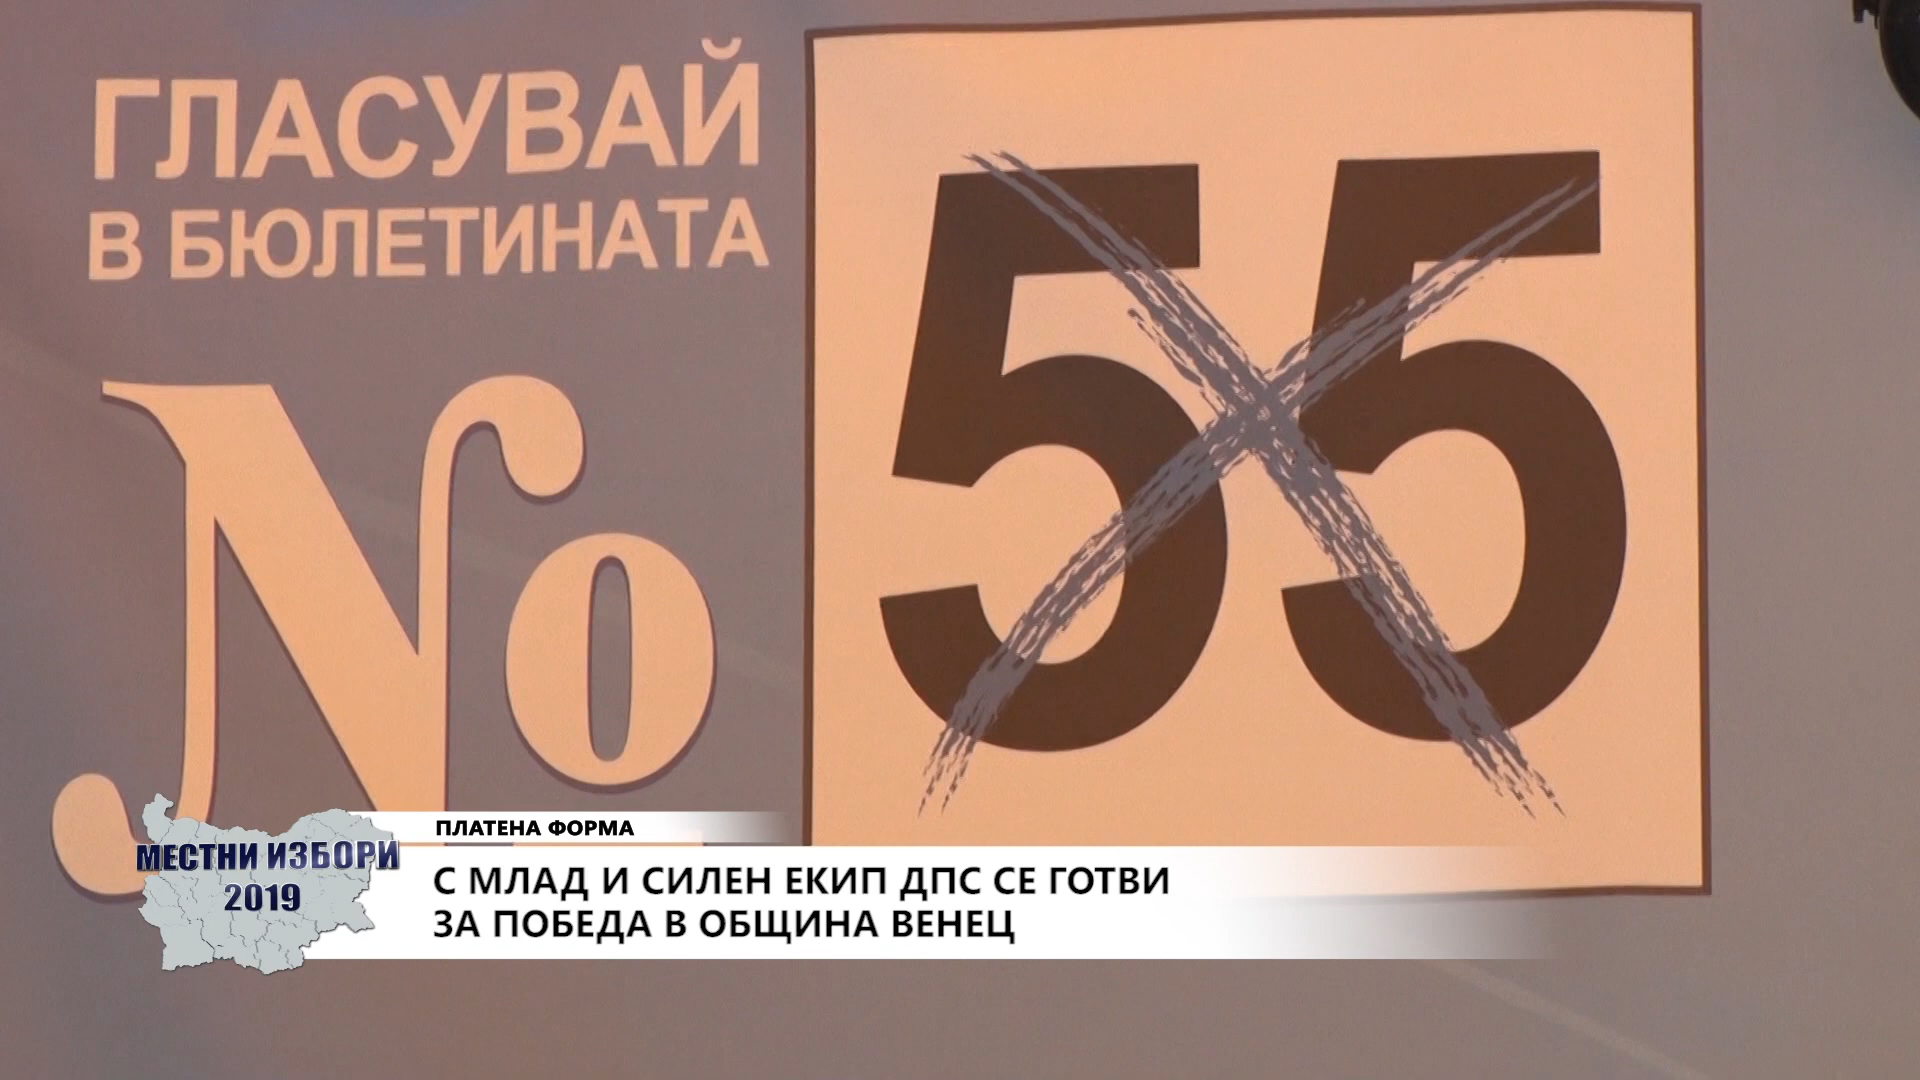 ГЛАСУВАЙ
В БЮЛЕТИНАТА
№ 55
ПЛАТЕНА ФОРМА
МЕСТНИ ИЗБОРИ
2019
С МЛАД И СИЛЕН ЕКИП ДПС СЕ ГОТВИ
ЗА ПОБЕДА В ОБЩИНА ВЕНЕЦ